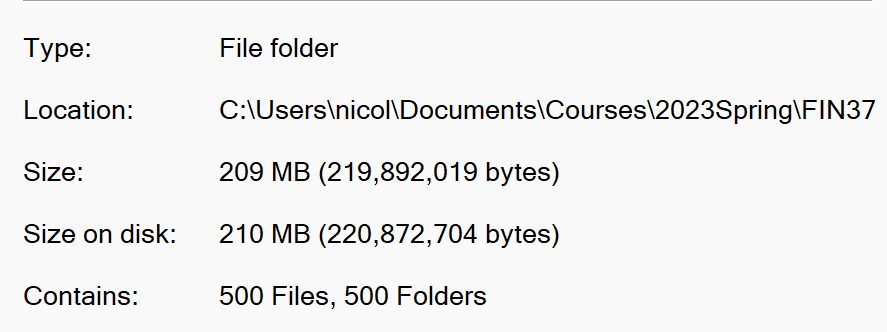 Type: File folder
Location: C:\Users\nicol\Documents\Courses\2023Spring\FIN37
Size: 209 MB (219,892,019 bytes)
Size on disk: 210 MB (220,872,704 bytes)
Contains: 500 Files, 500 Folders